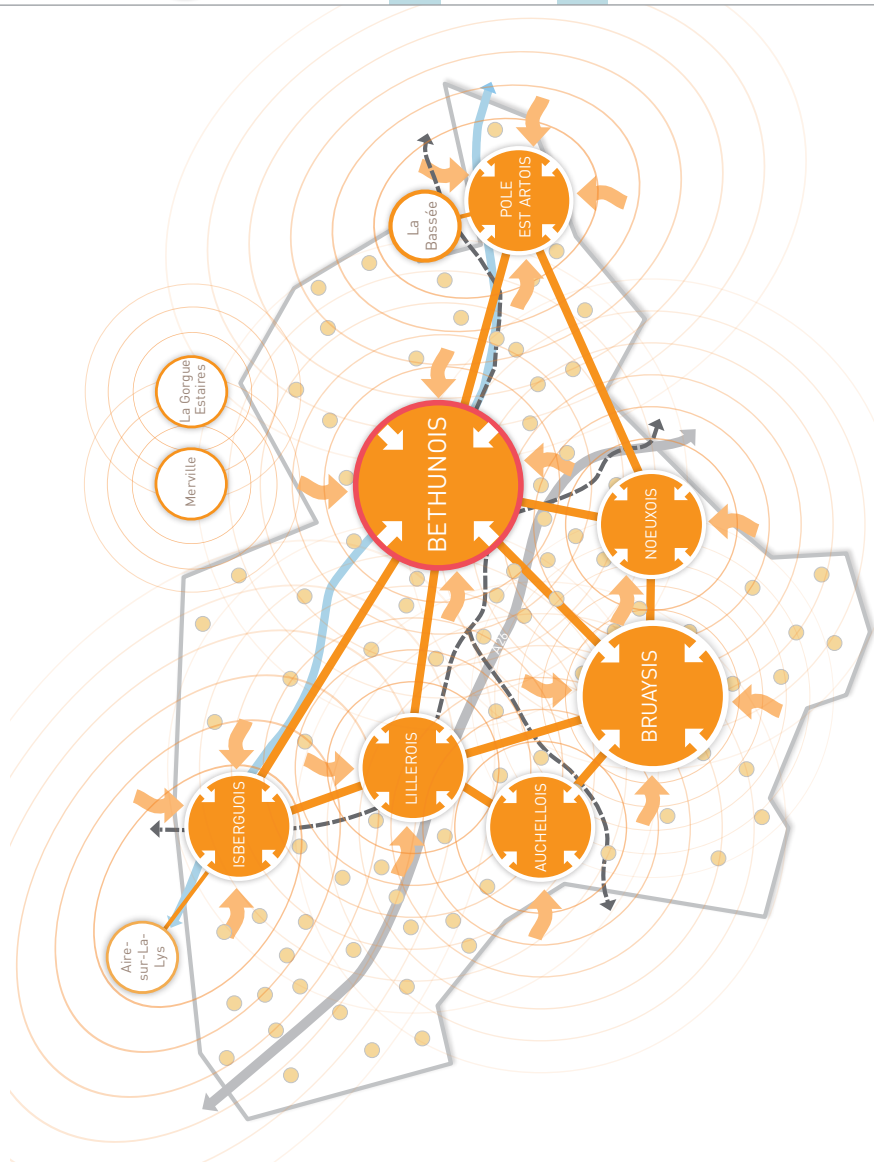 Aire-
sur-La-
Lys
Merville
La Gorgue
Estaires
ISBERGUOIS
LILLEROIS
BETHUNOIS
La
Bassée
A26
POLE
EST ARTOIS
AUCHELLOIS
BRUAYSIS
NOEUXOIS